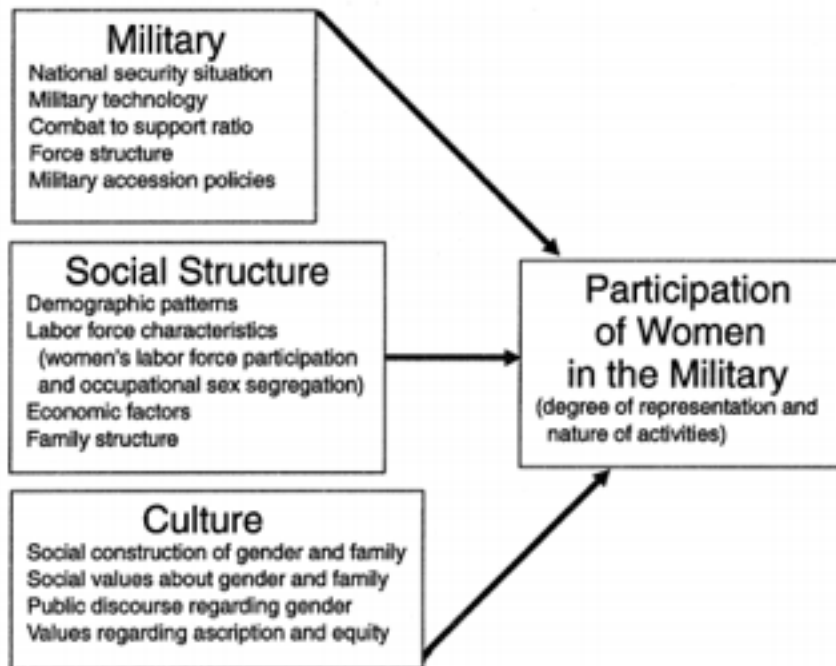 Military
National security situation
Military technology
Combat to support ratio
Force structure
Military accession policies
Social Structure
Demographic patterns
Labor force characteristics
(women's labor force participation
and occupational sex segregation)
Economic factors
Family structure
Culture
Social construction of gender and family
Social values about gender and family
Public discourse regarding gender
Values regarding ascription and equity
Participation
of Women
in the Military
(degree of representation and
nature of activities)